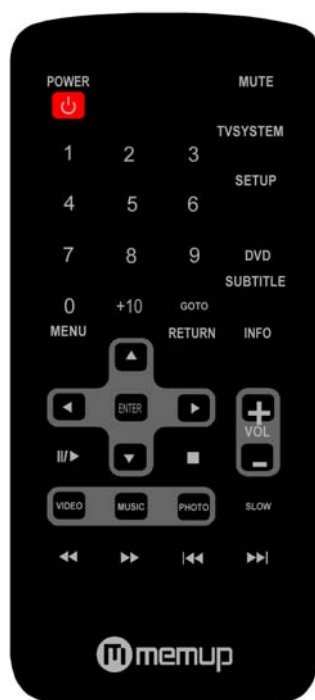 POWER MUTE
TVSYSTEM
1 2 3
SETUP
4 5 6
7 8 9 DVD
SUBTITLE
0 +10 GOTO
MENU RETURN INFO
ENTER
+
VOL
-
VIDEO MUSIC PHOTO SLOW
memup